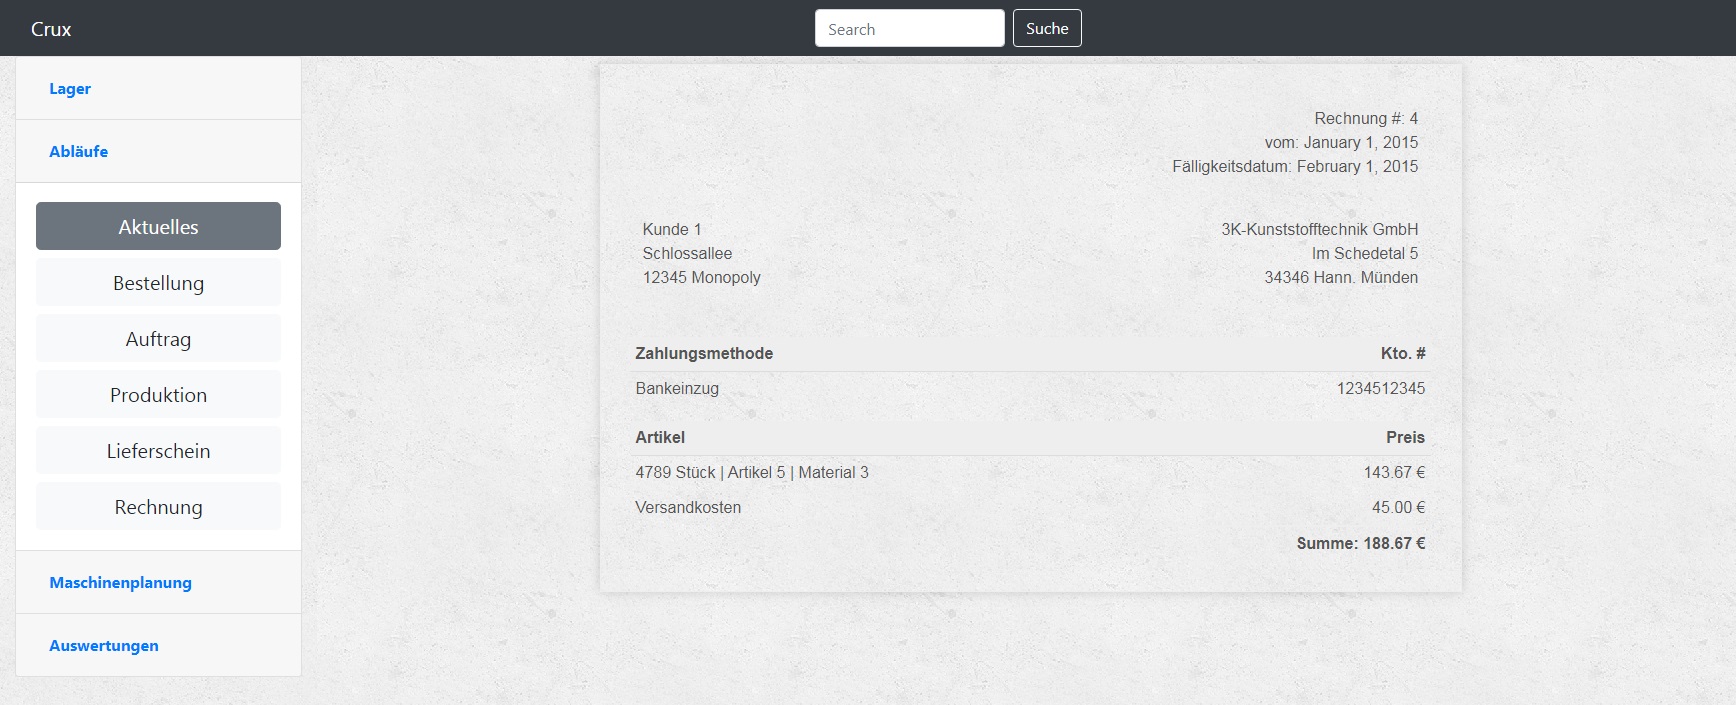 Crux
Search
Suche
Lager
Abläufe
Aktuelles
Bestellung
Auftrag
Produktion
Lieferschein
Rechnung
Maschinenplanung
Auswertungen
Rechnung #: 4
vom: January 1, 2015
Fälligkeitsdatum: February 1, 2015
Kunde 1
Schlossallee
12345 Monopoly
3K-Kunststofftechnik GmbH
Im Schedetal 5
34346 Hann. Münden
Zahlungsmethode Kto. #
Bankeinzug 1234512345
Artikel Preis
4789 Stück | Artikel 5 | Material 3 143.67 €
Versandkosten 45.00 €
Summe: 188.67 €